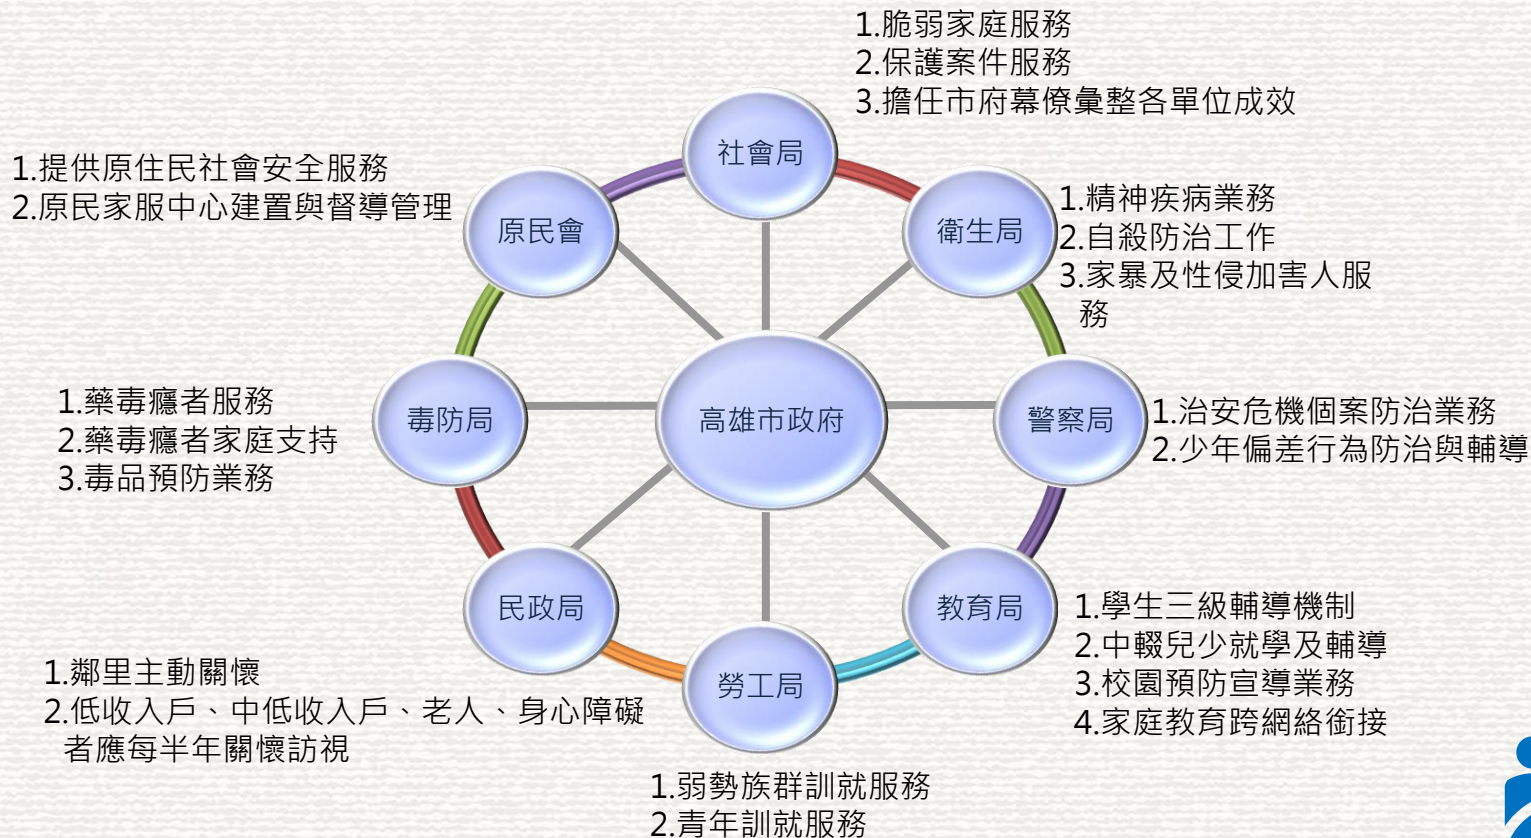 1.脆弱家庭服務
2.保護案件服務
3.擔任市府幕僚彙整各單位成效
社會局
1.提供原住民社會安全服務
2.原民家服中心建置與督導管理
原民會
衛生局
1.精神疾病業務
2.自殺防治工作
3.家暴及性侵加害人服
務
1.藥毒癮者服務
2.藥毒癮者家庭支持
3.毒品預防業務
毒防局
高雄市政府
警察局
1.治安危機個案防治業務
2.少年偏差行為防治與輔導
民政局
1.鄰里主動關懷
2.低收入戶、中低收入戶、老人、身心障礙
者應每半年關懷訪視
教育局
1.學生三級輔導機制
2.中輟兒少就學及輔導
3.校園預防宣導業務
4.家庭教育跨網絡銜接
勞工局
1.弱勢族群訓就服務
2.青年訓就服務